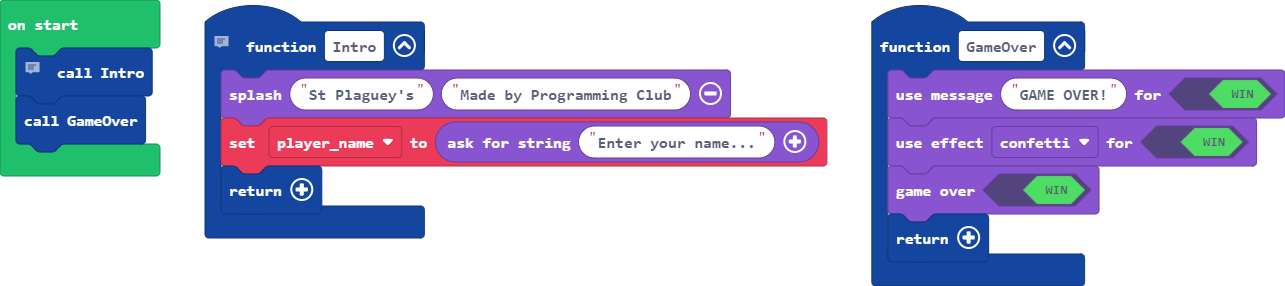 on start
call Intro
call GameOver
function Intro
splash "St Plaguey's" "Made by Programming Club"
set player_name to ask for string "Enter your name..."
return
function GameOver
use message "GAME OVER!" for WIN
use effect confetti for WIN
game over WIN
return